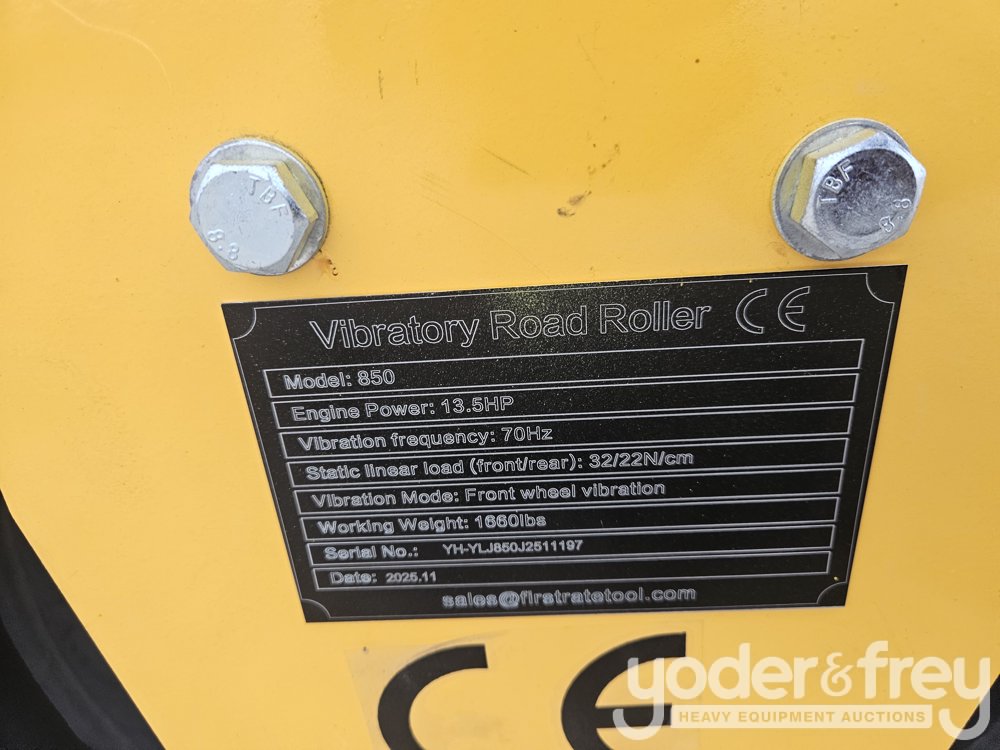 TBF
8.8
TBF
8.8
Vibratory Road Roller CE
Model: 850
Engine Power: 13.5HP
Vibration frequency: 70Hz
Static linear load (front/rear): 32/22N/cm
Vibration Mode: Front wheel vibration
Working Weight: 1660lbs
Serial No.: YH-YLJ850J2511197
Date: 2025.11
sales@firstratetool.com
CE
yoder&frey
HEAVY EQUIPMENT AUCTIONS